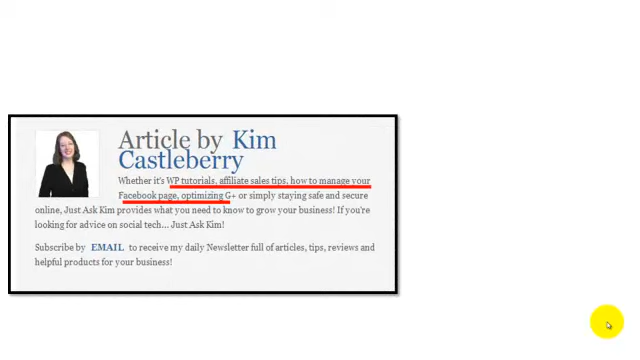 Article by Kim
Castleberry
Whether it's WP tutorials, affiliate sales tips, how to manage your
Facebook page, optimizing G+ or simply staying safe and secure
online, Just Ask Kim provides what you need to know to grow your business! If you're
looking for advice on social tech... Just Ask Kim!
Subscribe by EMAIL to receive my daily Newsletter full of articles, tips, reviews and
helpful products for your business!